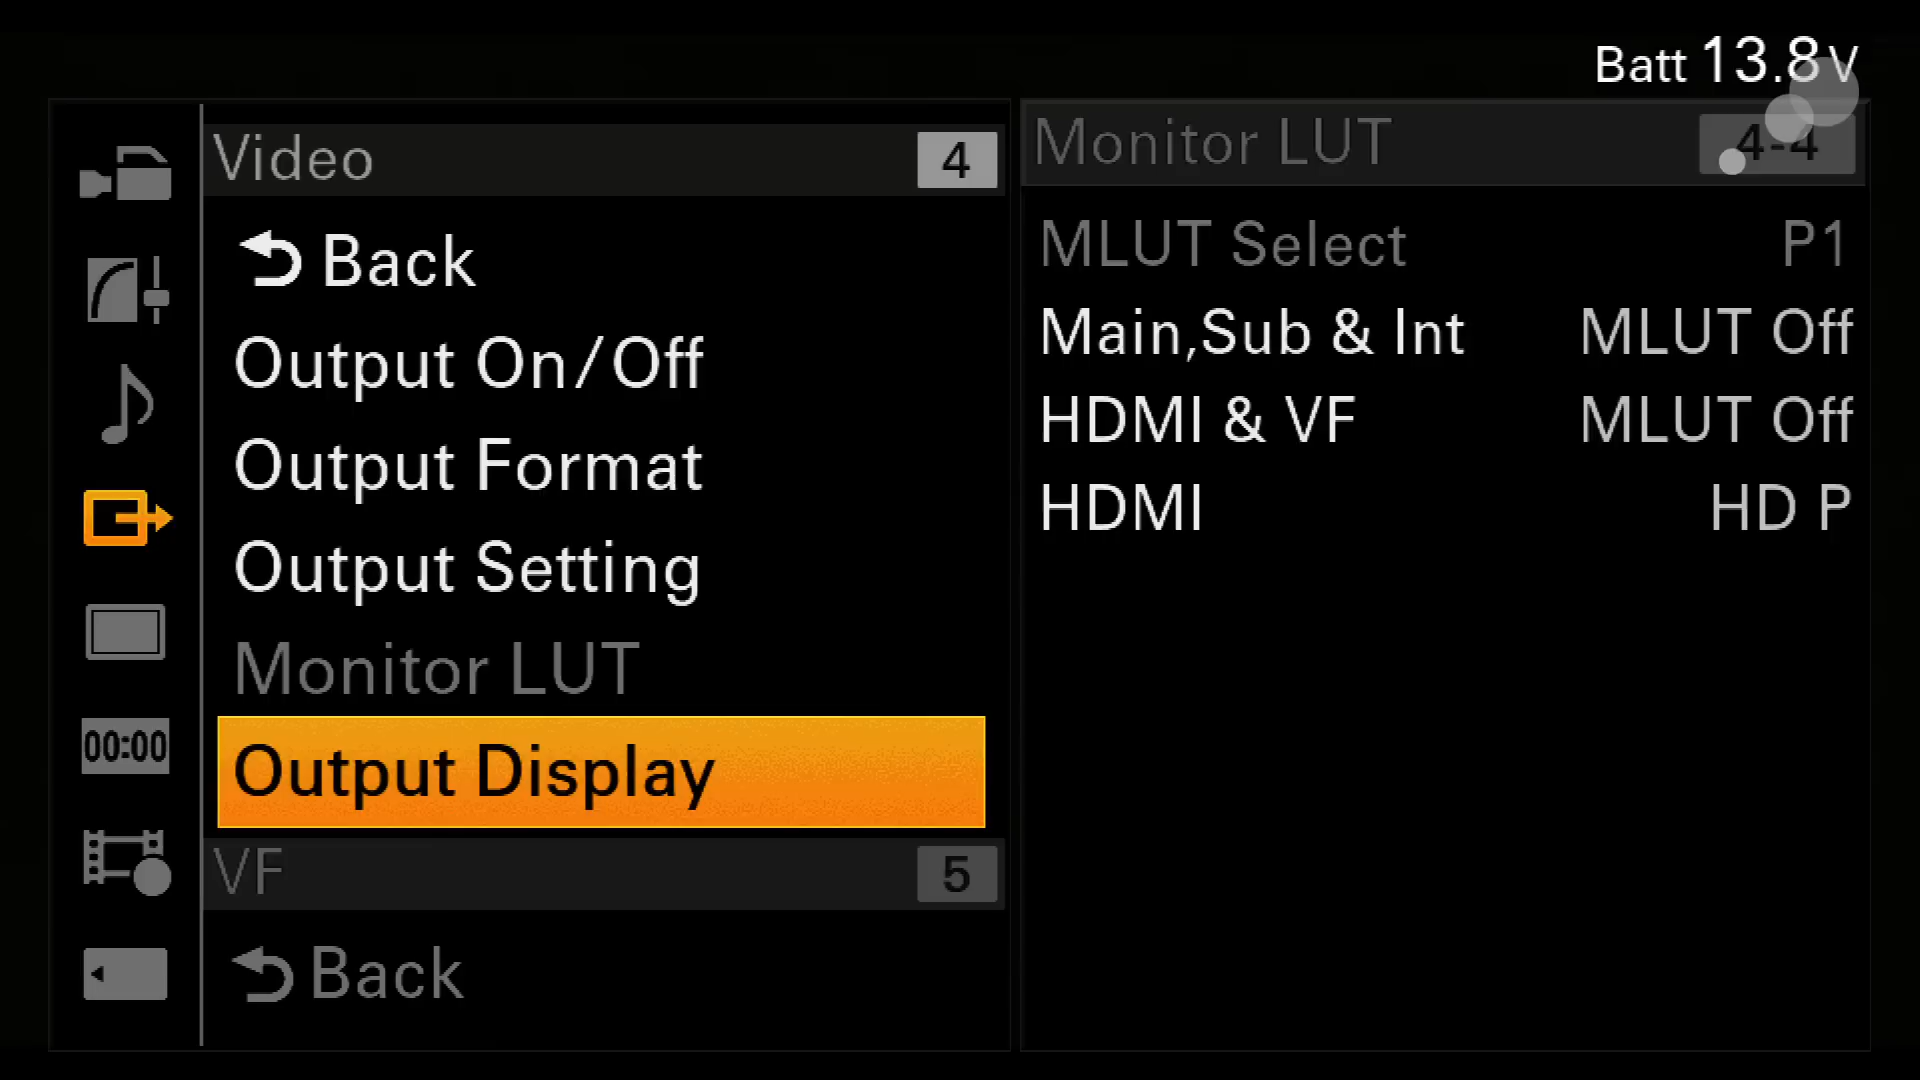 Batt 13.8 V
Video 4
Back
Output On/Off
Output Format
Output Setting
Monitor LUT
Output Display
VF 5
Back
00:00
Monitor LUT 4-4
MLUT Select P1
Main,Sub & Int MLUT Off
HDMI & VF MLUT Off
HDMI HD P